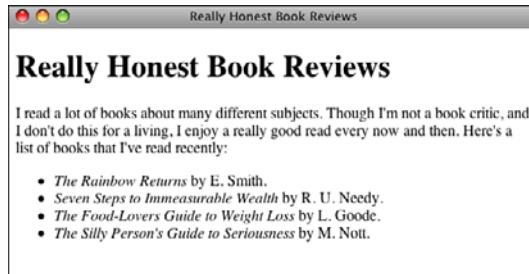 Really Honest Book Reviews
Really Honest Book Reviews
I read a lot of books about many different subjects. Though I'm not a book critic, and
I don't do this for a living, I enjoy a really good read every now and then. Here's a
list of books that I've read recently:
• The Rainbow Returns by E. Smith.
• Seven Steps to Immeasurable Wealth by R. U. Needy.
• The Food-Lovers Guide to Weight Loss by L. Goode.
• The Silly Person's Guide to Seriousness by M. Nott.